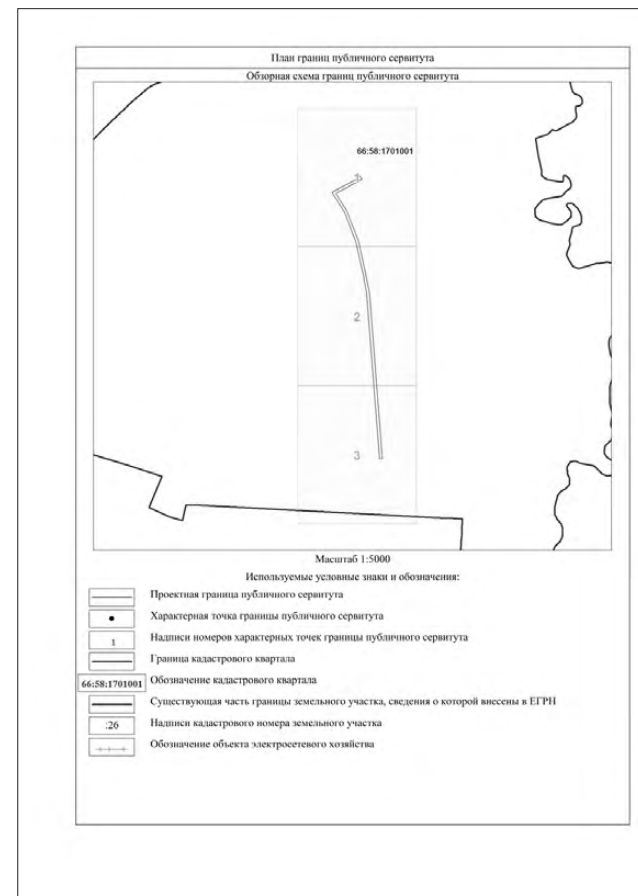 План границ публичного сервитута
Обзорная схема границ публичного сервитута
66:58:1701001
2
3
Масштаб 1:5000
Используемые условные знаки и обозначения:
Проектная граница публичного сервитута
Характерная точка границы публичного сервитута
1
Надписи номеров характерных точек границы публичного сервитута
Граница кадастрового квартала
66:58:1701001
Обозначение кадастрового квартала
Существующая часть границы земельного участка, сведения о которой внесены в ЕГРН
:26
Надписи кадастрового номера земельного участка
Обозначение объекта электросетевого хозяйства